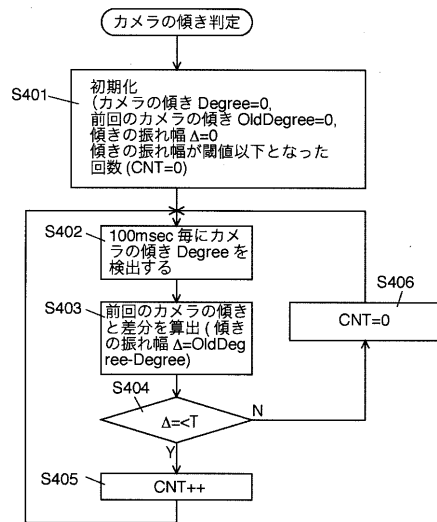 カメラの傾き判定
S401
初期化
(カメラの傾き Degree=0,
前回のカメラの傾き OldDegree=0,
傾きの振れ幅 Δ=0
傾きの振れ幅が閾値以下となった
回数 (CNT=0)
S402
100msec 毎にカメ
ラの傾き Degree を
検出する
S403
前回のカメラの傾き
と差分を算出 ( 傾き
の振れ幅 Δ=OldDeg
ree-Degree)
S406
CNT=0
S404
Δ=<T
N
Y
S405
CNT++